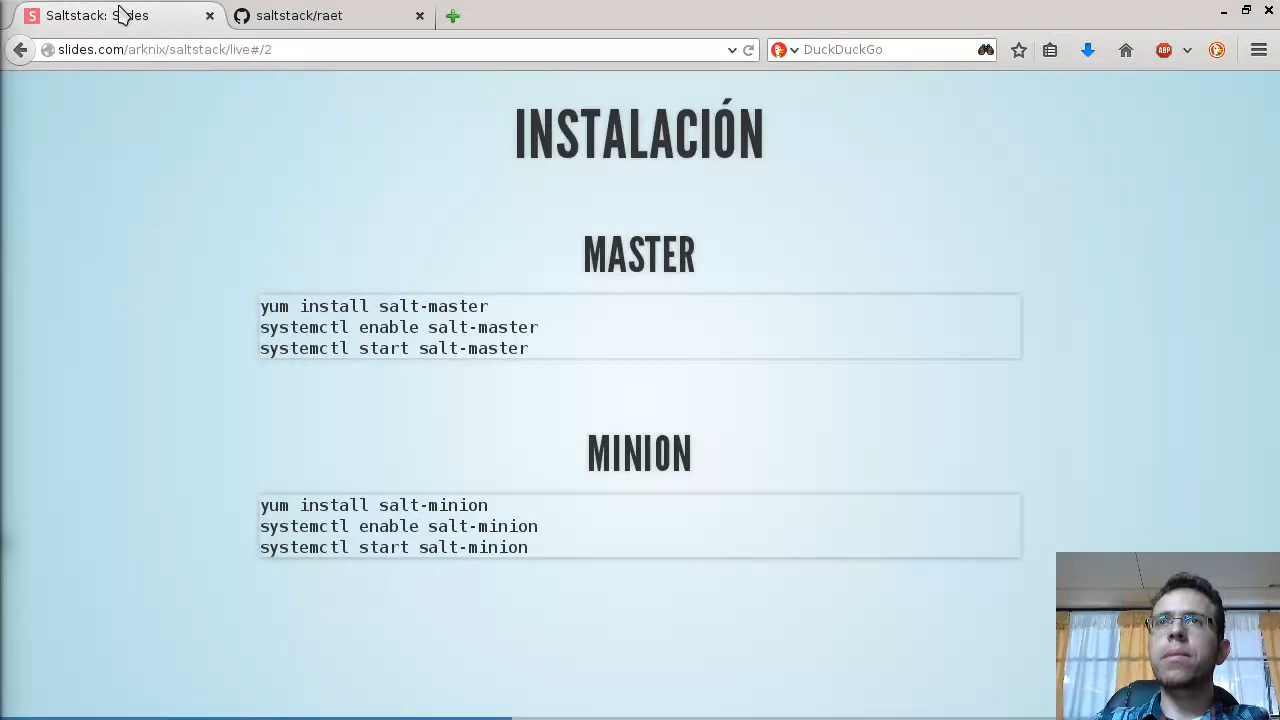 Saltstack: Slides
saltstack/raet
slides.com/arknix/saltstack/live#/2
DuckDuckGo
ABP
INSTALACIÓN
MASTER
yum install salt-master
systemctl enable salt-master
systemctl start salt-master
MINION
yum install salt-minion
systemctl enable salt-minion
systemctl start salt-minion